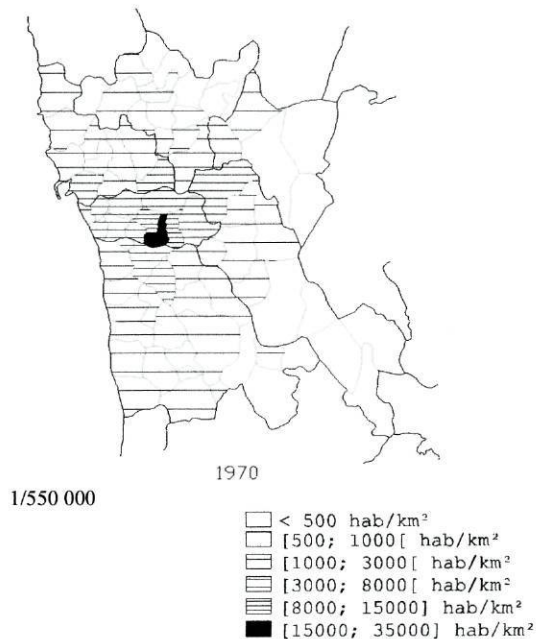 1970
1/550 000
< 500 hab/km²
[500; 1000[ hab/km²
[1000; 3000[ hab/km²
[3000; 8000[ hab/km²
[8000; 15000] hab/km²
[15000; 35000] hab/km²